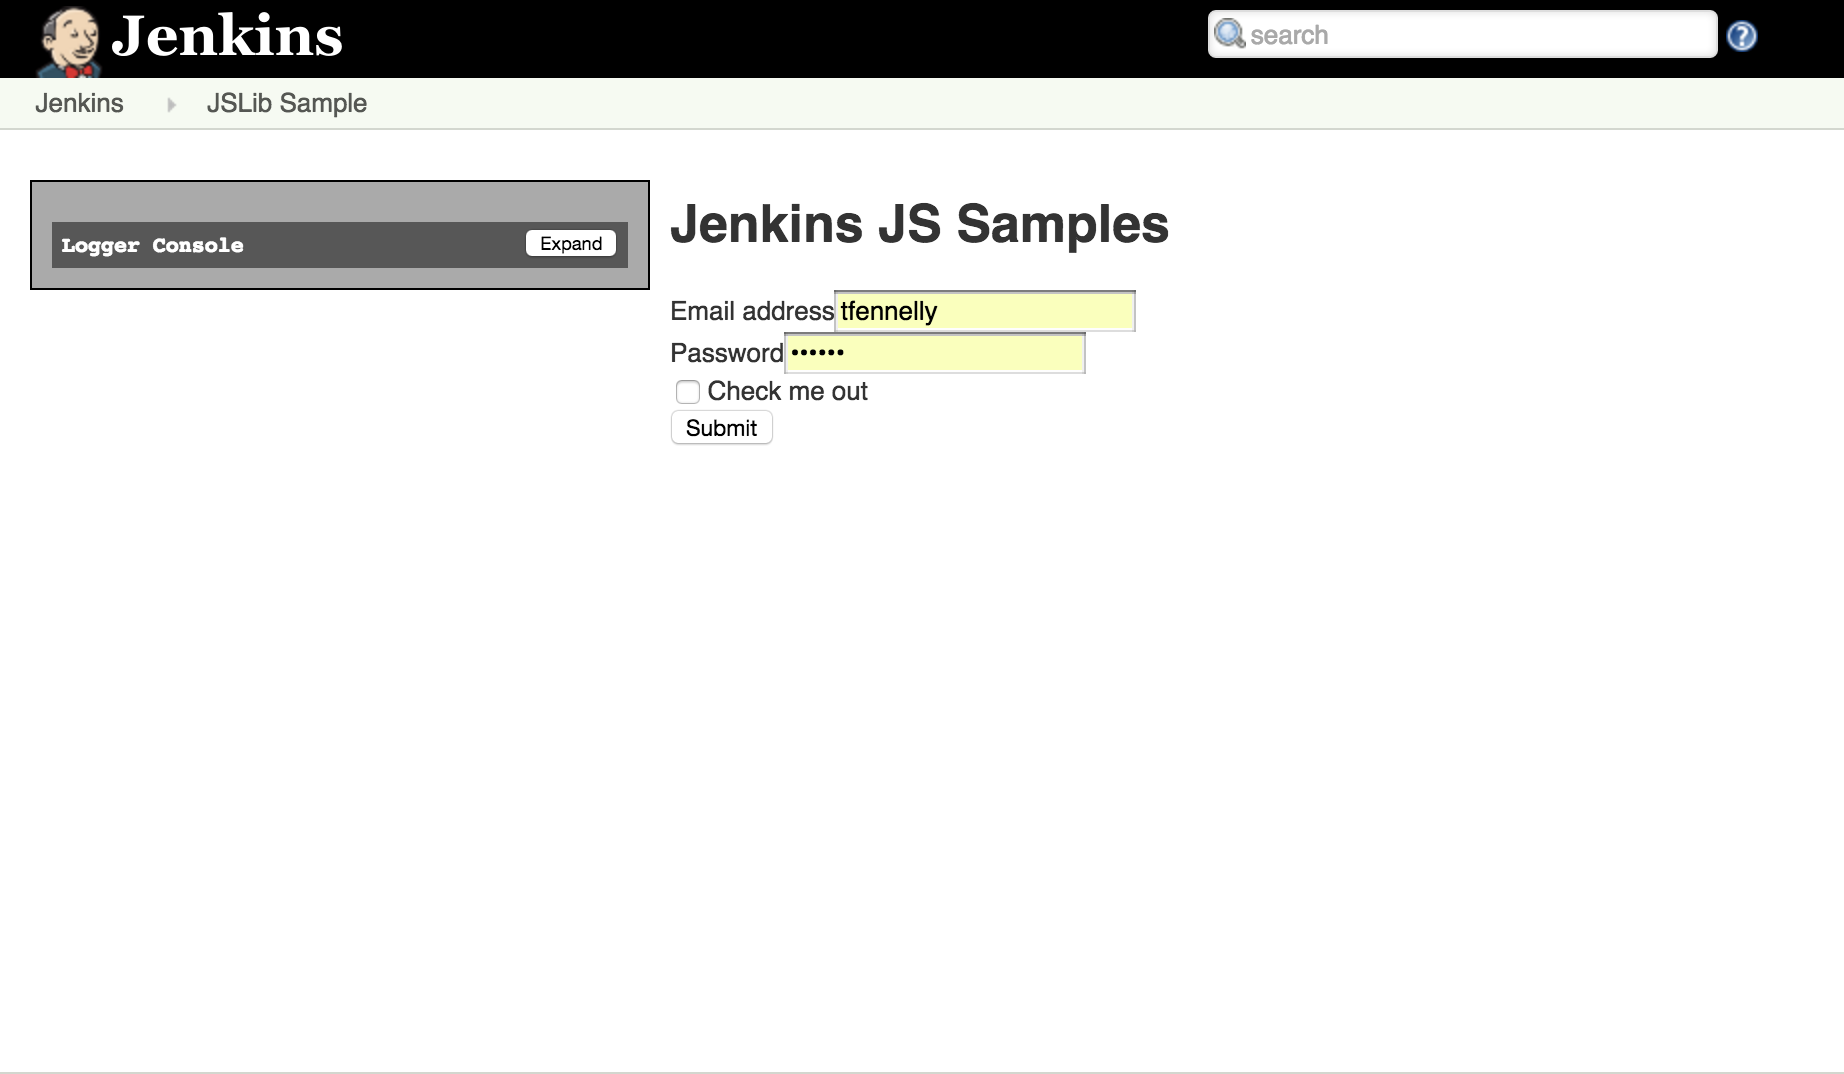 Jenkins
search
Jenkins JSLib Sample
Logger Console Expand
Jenkins JS Samples
Email address tfennelly
Password ••••••
Check me out
Submit